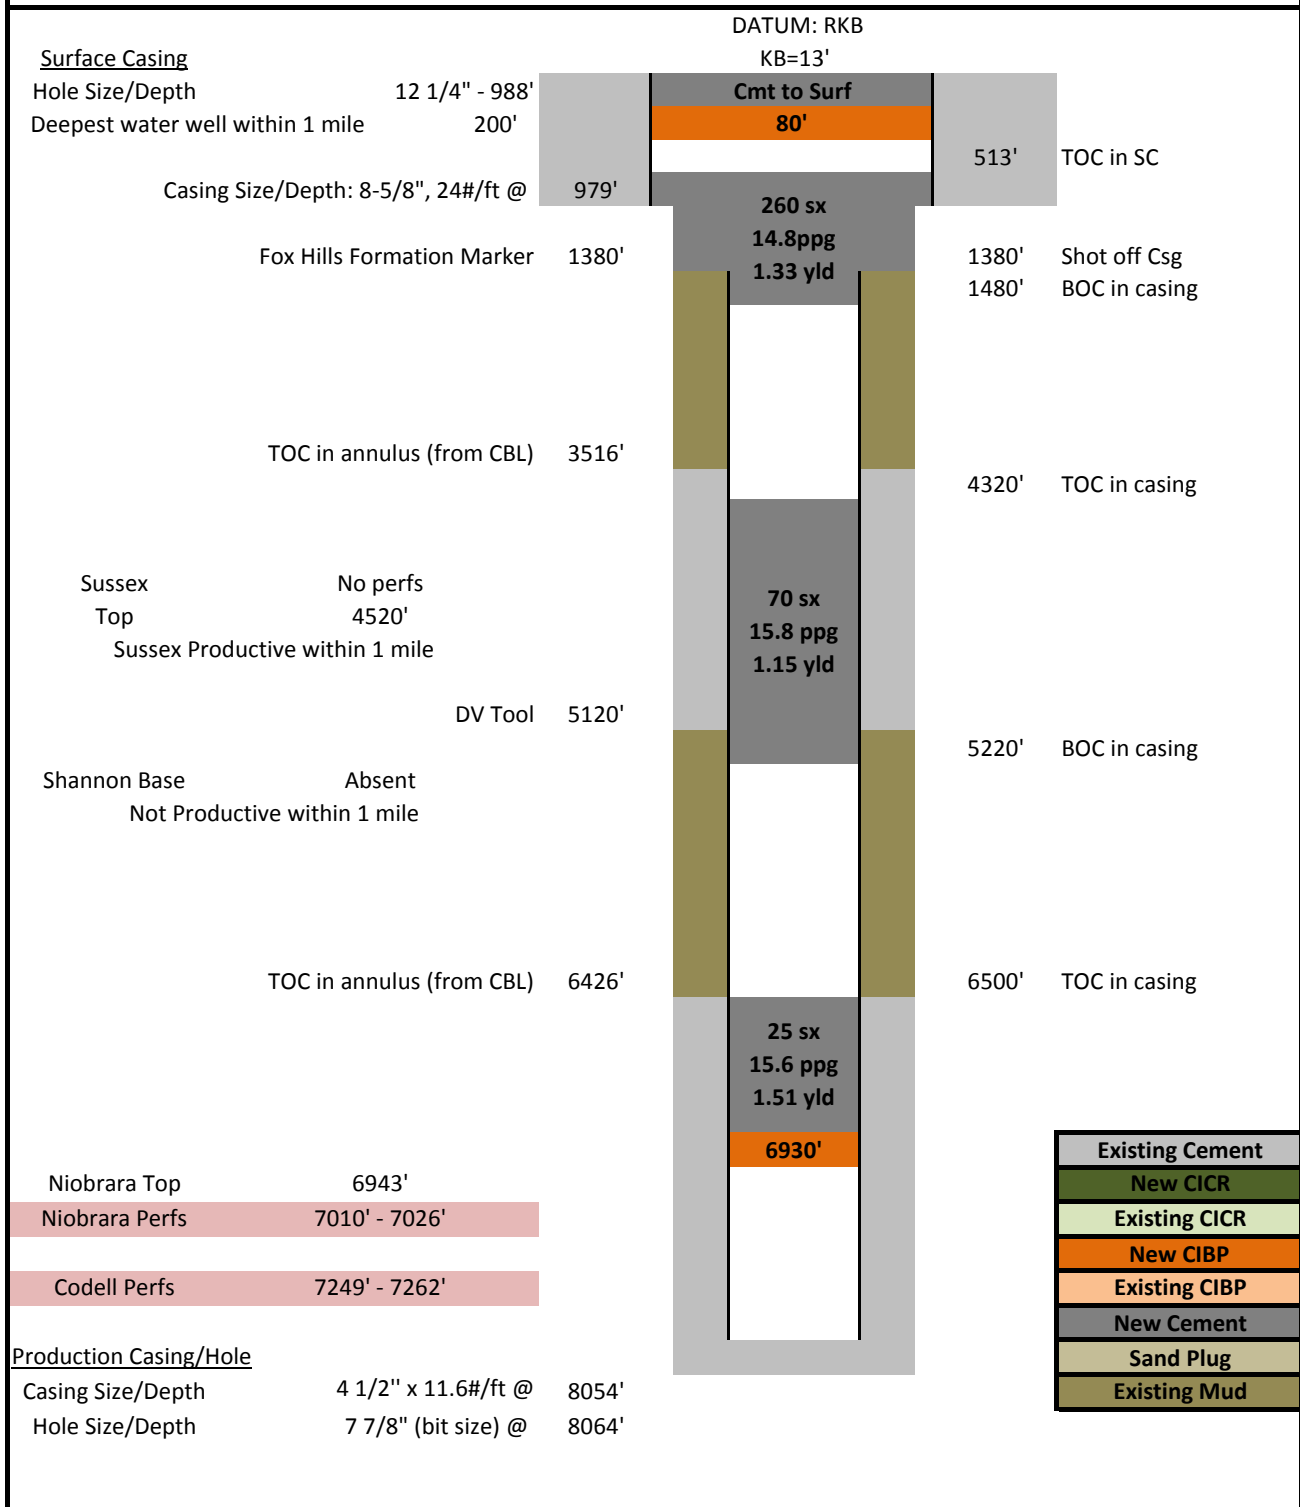 DATUM: RKB
Surface Casing KB=13'
Hole Size/Depth 12 1/4" - 988' Cmt to Surf
Deepest water well within 1 mile 200' 80'
513' TOC in SC
Casing Size/Depth: 8-5/8", 24#/ft @ 979'
260 sx
14.8ppg
Fox Hills Formation Marker 1380' 1380' Shot off Csg
1.33 yld
1480' BOC in casing
TOC in annulus (from CBL) 3516'
4320' TOC in casing
Sussex No perfs
70 sx
Top 4520'
15.8 ppg
Sussex Productive within 1 mile
1.15 yld
DV Tool 5120'
5220' BOC in casing
Shannon Base Absent
Not Productive within 1 mile
TOC in annulus (from CBL) 6426' 6500' TOC in casing
25 sx
15.6 ppg
1.51 yld
6930' Existing Cement
Niobrara Top 6943' New CICR
Niobrara Perfs 7010' - 7026' Existing CICR
New CIBP
Codell Perfs 7249' - 7262' Existing CIBP
New Cement
Production Casing/Hole Sand Plug
Casing Size/Depth 4 1/2'' x 11.6#/ft @ 8054' Existing Mud
Hole Size/Depth 7 7/8" (bit size) @ 8064'